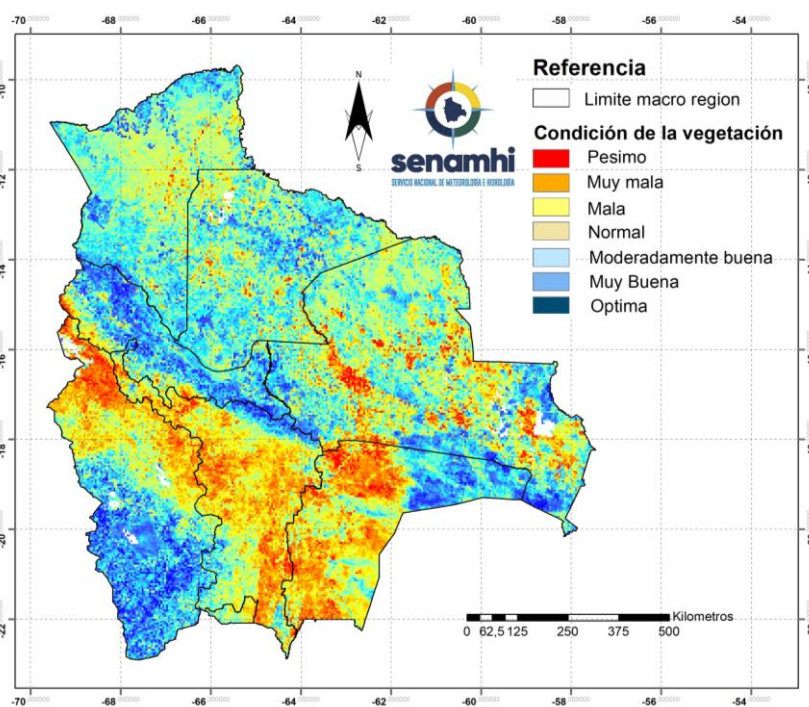 -70 -68 -66 -64 -62 -60 -58 -56 -54
N
S
senamhi
SERVICIO NACIONAL DE METEOROLOGÍA E HIDROLOGÍA
Referencia
Limite macro region
Condición de la vegetación
Pesimo
Muy mala
Mala
Normal
Moderadamente buena
Muy Buena
Optima
-10
-12
-14
-16
-18
-20
-22
Kilometros
0 62,5 125 250 375 500
-70 -68 -66 -64 -62 -60 -58 -56 -54